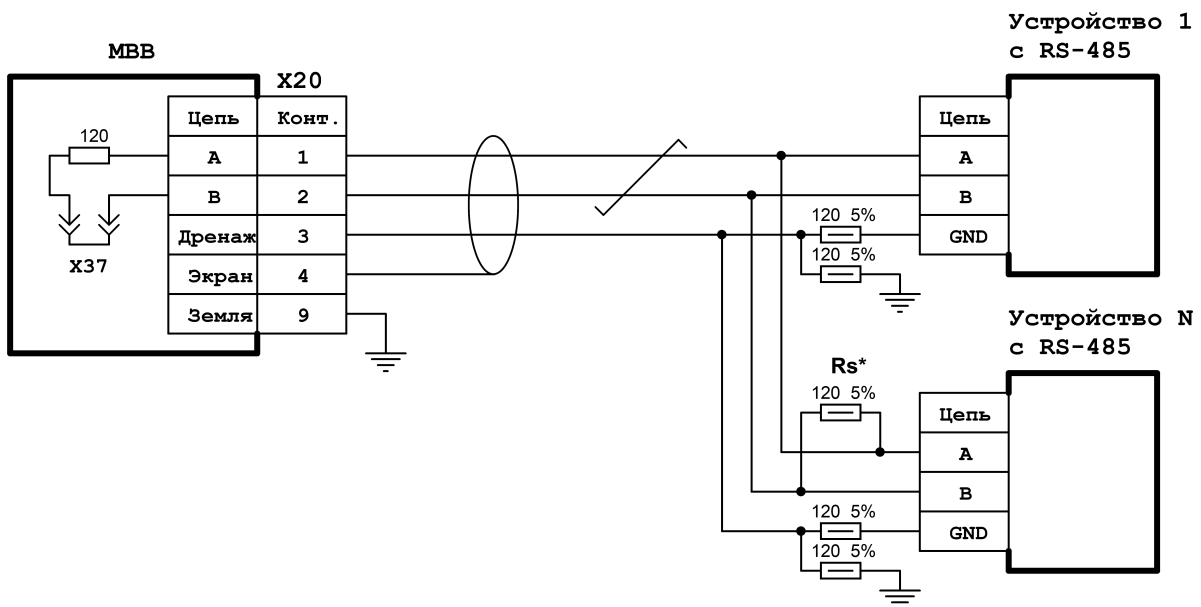 МВВ
X20
Цепь Конт.
120
A 1
B 2
Дренаж 3
Экран 4
Земля 9
X37
Устройство 1
с RS-485
Цепь
A
B
GND
120 5%
120 5%
Устройство N
с RS-485
Rs*
120 5%
Цепь
A
B
GND
120 5%
120 5%